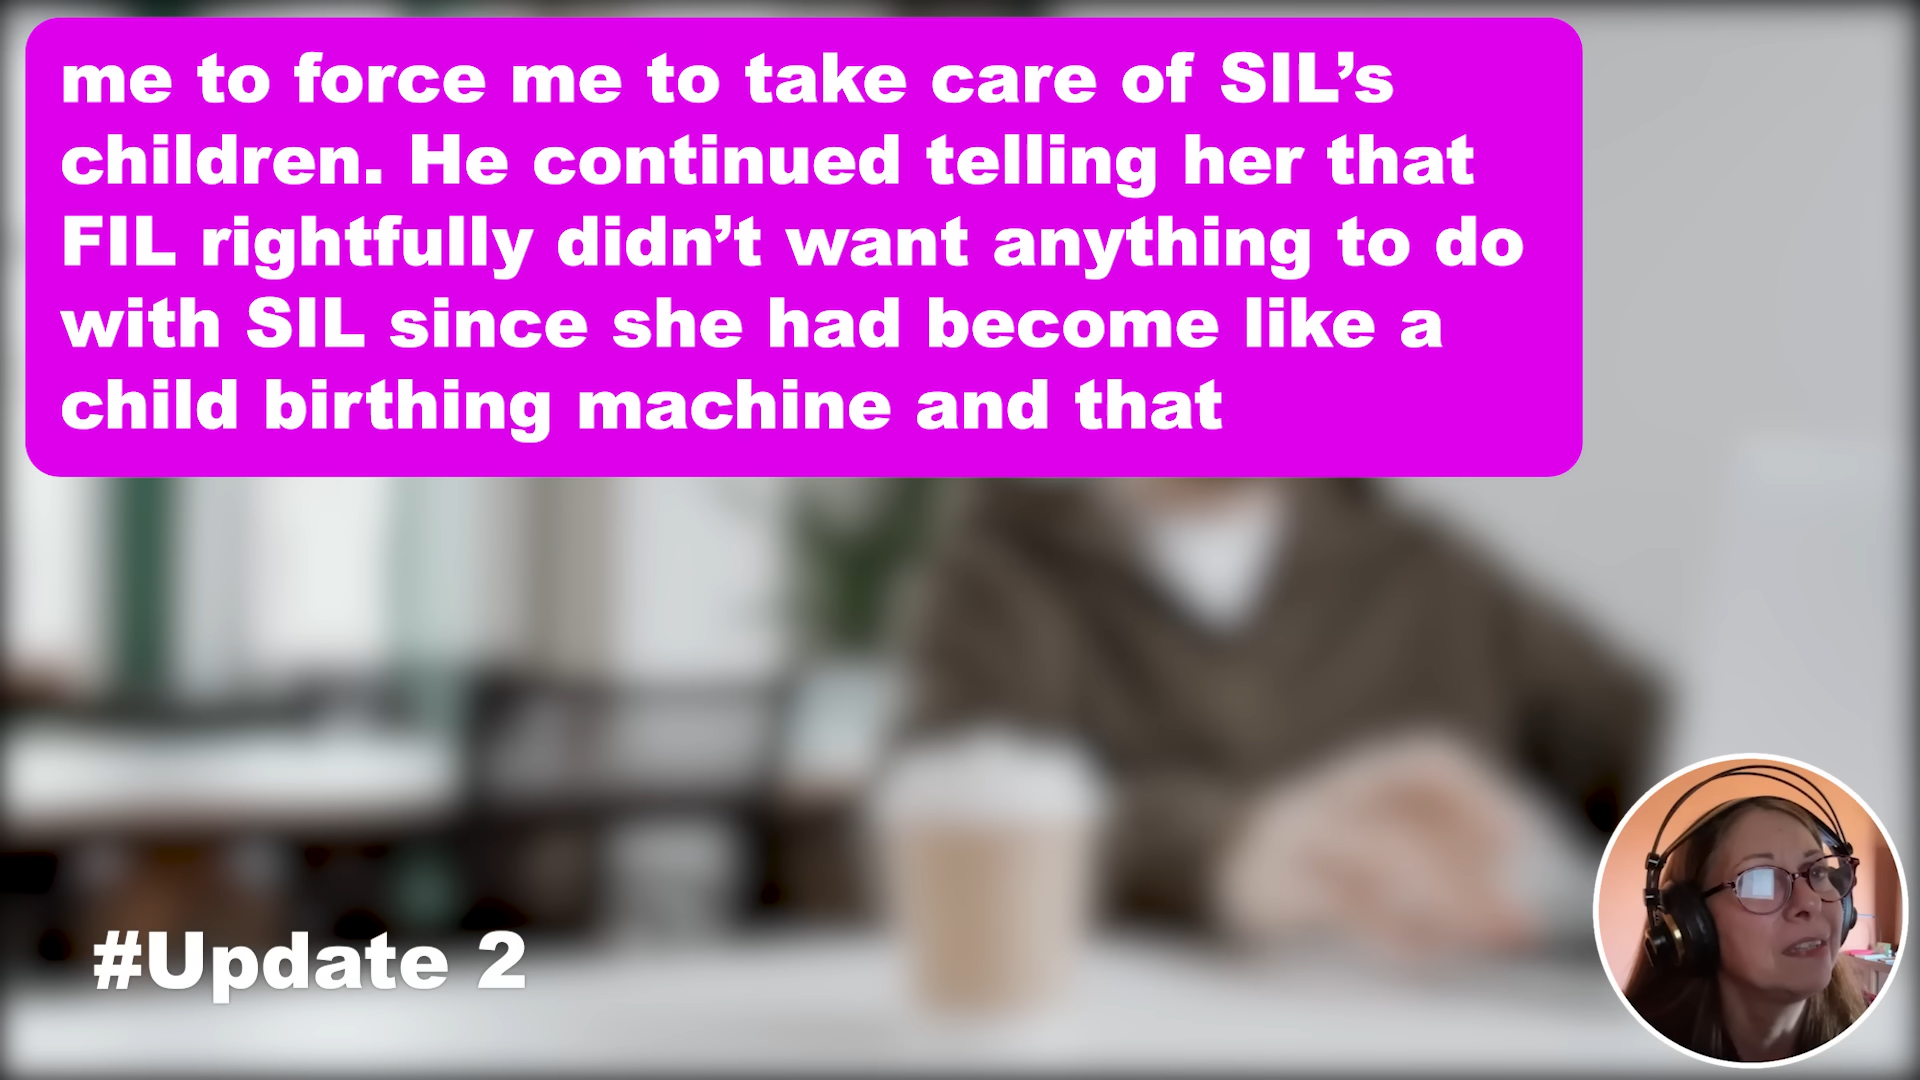 me to force me to take care of SIL’s
children. He continued telling her that
FIL rightfully didn’t want anything to do
with SIL since she had become like a
child birthing machine and that
#Update 2